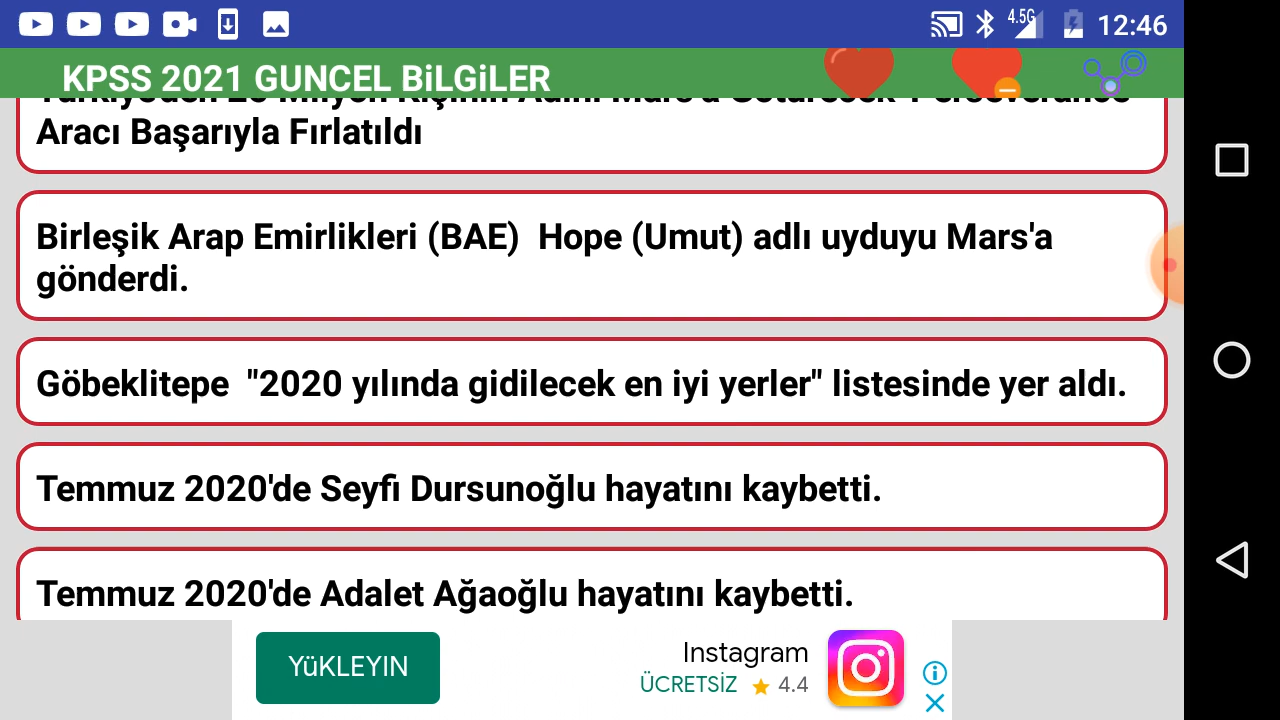 4.5G 12:46
KPSS 2021 GUNCEL BiLGiLER
Aracı Başarıyla Fırlatıldı
Birleşik Arap Emirlikleri (BAE)  Hope (Umut) adlı uyduyu Mars'a
gönderdi.
Göbeklitepe  "2020 yılında gidilecek en iyi yerler" listesinde yer aldı.
Temmuz 2020'de Seyfi Dursunoğlu hayatını kaybetti.
Temmuz 2020'de Adalet Ağaoğlu hayatını kaybetti.
YüKLEYIN
Instagram
ÜCRETSİZ 4.4